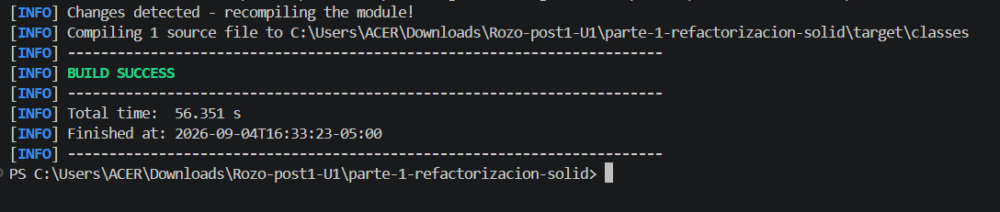 [INFO] Changes detected - recompiling the module!
[INFO] Compiling 1 source file to C:\Users\ACER\Downloads\Rozo-post1-U1\parte-1-refactorizacion-solid\target\classes
[INFO] ------------------------------------------------------------------------
[INFO] BUILD SUCCESS
[INFO] ------------------------------------------------------------------------
[INFO] Total time:  56.351 s
[INFO] Finished at: 2026-09-04T16:33:23-05:00
[INFO] ------------------------------------------------------------------------
PS C:\Users\ACER\Downloads\Rozo-post1-U1\parte-1-refactorizacion-solid>